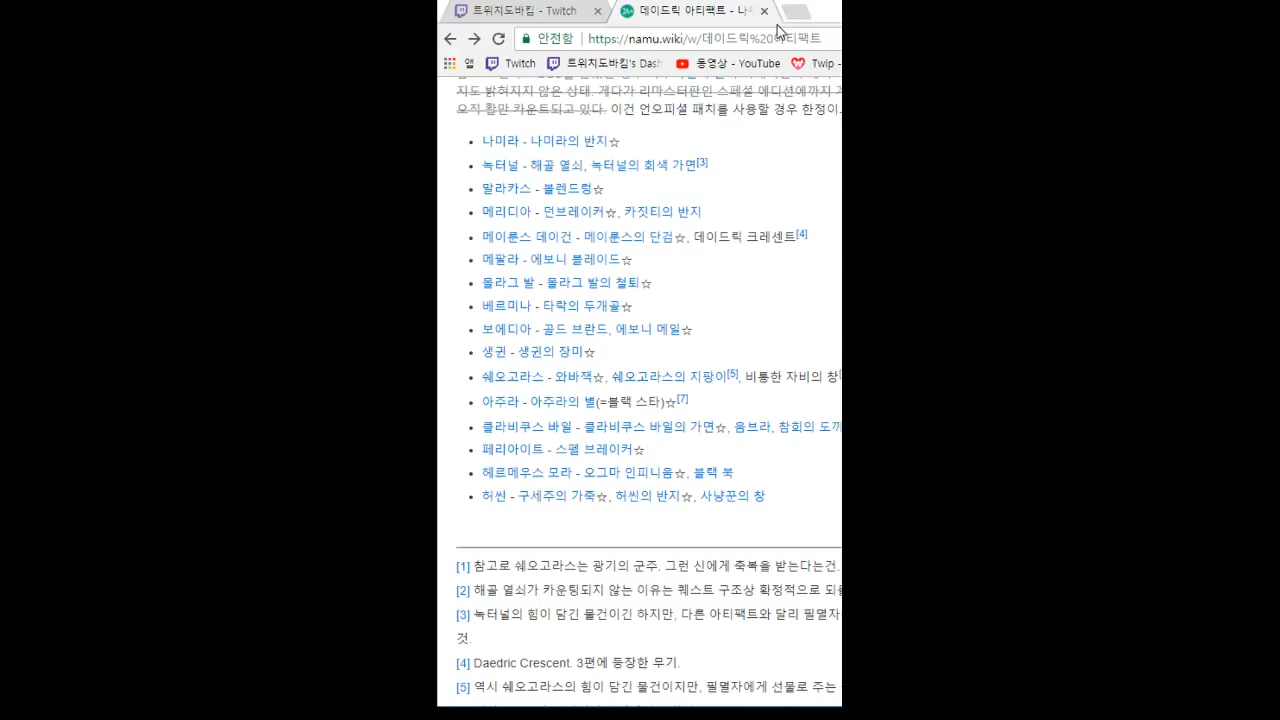 트위치도바킴 - Twitch
데이드릭 아티팩트 - 나
안전함 https://namu.wiki/w/데이드릭%20아티팩트
앱 Twitch 트위치도바킴's Dash 동영상 - YouTube Twip -
지도 밝혀지지 않은 상태. 게다가 리마스터판인 스페셜 에디션에까지
오직 활만 카운트되고 있다. 이건 언오피셜 패치를 사용할 경우 한정이
• 나미라 - 나미라의 반지☆
• 녹터널 - 해골 열쇠, 녹터널의 회색 가면[3]
• 말라카스 - 볼렌드렁☆
• 메리디아 - 던브레이커☆, 카짓티의 반지
• 메이룬스 데이건 - 메이룬스의 단검☆, 데이드릭 크레센트[4]
• 메팔라 - 에보니 블레이드☆
• 몰라그 발 - 몰라그 발의 철퇴☆
• 베르미나 - 타락의 두개골☆
• 보에디아 - 골드 브란드, 에보니 메일☆
• 생귄 - 생귄의 장미☆
• 쉐오고라스 - 와바잭☆, 쉐오고라스의 지팡이[5], 비통한 자비의 창[
• 아주라 - 아주라의 별(=블랙 스타)☆[7]
• 클라비쿠스 바일 - 클라비쿠스 바일의 가면☆, 움브라, 참회의 도끼
• 페리아이트 - 스펠 브레이커☆
• 헤르메우스 모라 - 오그마 인피니움☆, 블랙 북
• 허씬 - 구세주의 가죽☆, 허씬의 반지☆, 사냥꾼의 창
[1] 참고로 쉐오고라스는 광기의 군주. 그런 신에게 축복을 받는다는건.
[2] 해골 열쇠가 카운팅되지 않는 이유는 퀘스트 구조상 확정적으로 되돌
[3] 녹터널의 힘이 담긴 물건이긴 하지만, 다른 아티팩트와 달리 필멸자
것.
[4] Daedric Crescent. 3편에 등장한 무기.
[5] 역시 쉐오고라스의 힘이 담긴 물건이지만, 필멸자에게 선물로 주는